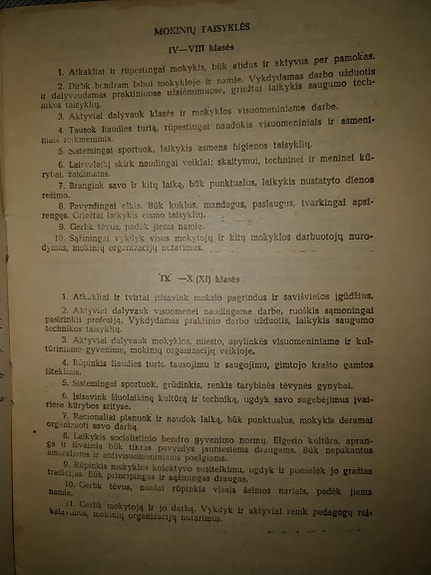 MOKINIŲ TAISYKLĖS
IV—VIII klasės
1. Atkakliai ir rūpestingai mokykis, būk atidus ir aktyvus per pamokas.
2. Dirbk bendram labui mokykloje ir namie. Vykdydamas darbo užduotis
ir dalyvaudamas praktiniuose užsiėmimuose, griežtai laikykis saugumo tech-
nikos taisyklių.
3. Aktyviai dalyvauk klasės ir mokyklos visuomeniniame darbe.
4. Tausok liaudies turtą, rūpestingai naudokis visuomeniniais ir asmeni-
niais reikmenimis.
5. Sistemingai sportuok, laikykis asmens higienos taisyklių.
6. Laisvalaikį skirk naudingai veiklai: skaitymui, techninei ir meninei kū-
rybai, žaidimams.
7. Brangink savo ir kitų laiką, būk punktualus, laikykis nustatyto dienos
režimo.
8. Pavyzdingai elkis. Būk kuklus, mandagus, paslaugus, tvarkingai apsi-
rengęs. Griežtai laikykis eismo taisyklių.
9. Gerbk tėvus, padėk jiems namie.
10. Sąžiningai vykdyk visus mokytojų ir kitų mokyklos darbuotojų nuro-
dymus, mokinių organizacijų nutarimus.
IX —X (XI) klasės
1. Atkakliai ir tvirtai įsisavink mokslo pagrindus ir savišvietos įgūdžius.
2. Aktyviai dalyvauk visuomenei naudingame darbe, ruoškis sąmoningai
pasirinkti profesiją. Vykdydamas praktinio darbo užduotis, laikykis saugumo
technikos taisyklių.
3. Aktyviai dalyvauk mokyklos, miesto, apylinkės visuomeniniame ir kul-
tūriniame gyvenime, mokinių organizacijų veikloje.
4. Rūpinkis liaudies turto tausojimu ir saugojimu, gimtojo krašto gamtos
ištekliais.
5. Sistemingai sportuok, grūdinkis, renkis tarybinės tėvynės gynybai.
6. Įsisavink šiuolaikinę kultūrą ir techniką, ugdyk savo sugebėjimus įvai-
riose kūrybos srityse.
7. Racionaliai planuok ir naudok laiką, būk punktualus, mokykis deramai
organizuoti savo darbą.
8. Laikykis socialistinio bendro gyvenimo normų. Elgesio kultūra, apran-
ga ir išvaizda būk tikras pavyzdys jauniesiems draugams. Būk nepakantus
amoraliems ir antivisuomeniniams poelgiams.
9. Rūpinkis mokyklos kolektyvo susitelkimu, ugdyk ir puoselėk jo gražias
tradicijas. Būk principingas ir sąžiningas draugas.
10. Gerbk tėvus, nuolat rūpinkis visais šeimos nariais, padėk jiems
namie.
11. Gerbk mokytoją ir jo darbą. Vykdyk ir aktyviai remk pedagogų rei-
kalavimus, mokinių organizacijų nutarimus.